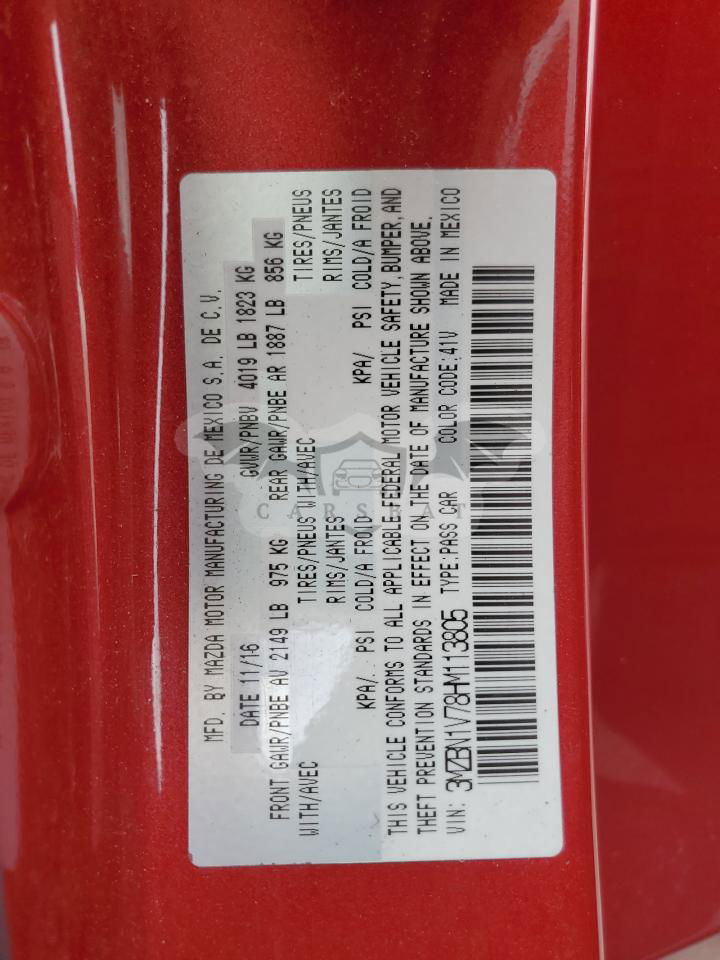 MFD. BY MAZDA MOTOR MANUFACTURING DE MEXICO S.A. DE C.V.
DATE 11/16 GVWR/PNBV 4019 LB 1823 KG
FRONT GAWR/PNBE AV 2149 LB 975 KG REAR GAWR/PNBE AR 1887 LB 856 KG
WITH/AVEC TIRES/PNEUS WITH/AVEC TIRES/PNEUS
RIMS/JANTES RIMS/JANTES
KPA/ PSI COLD/A FROID KPA/ PSI COLD/A FROID
THIS VEHICLE CONFORMS TO ALL APPLICABLE FEDERAL MOTOR VEHICLE SAFETY, BUMPER, AND
THEFT PREVENTION STANDARDS IN EFFECT ON THE DATE OF MANUFACTURE SHOWN ABOVE.
VIN: 3MZBN1V78HM113805 TYPE:PASS CAR COLOR CODE:41V MADE IN MEXICO
CARSBAT